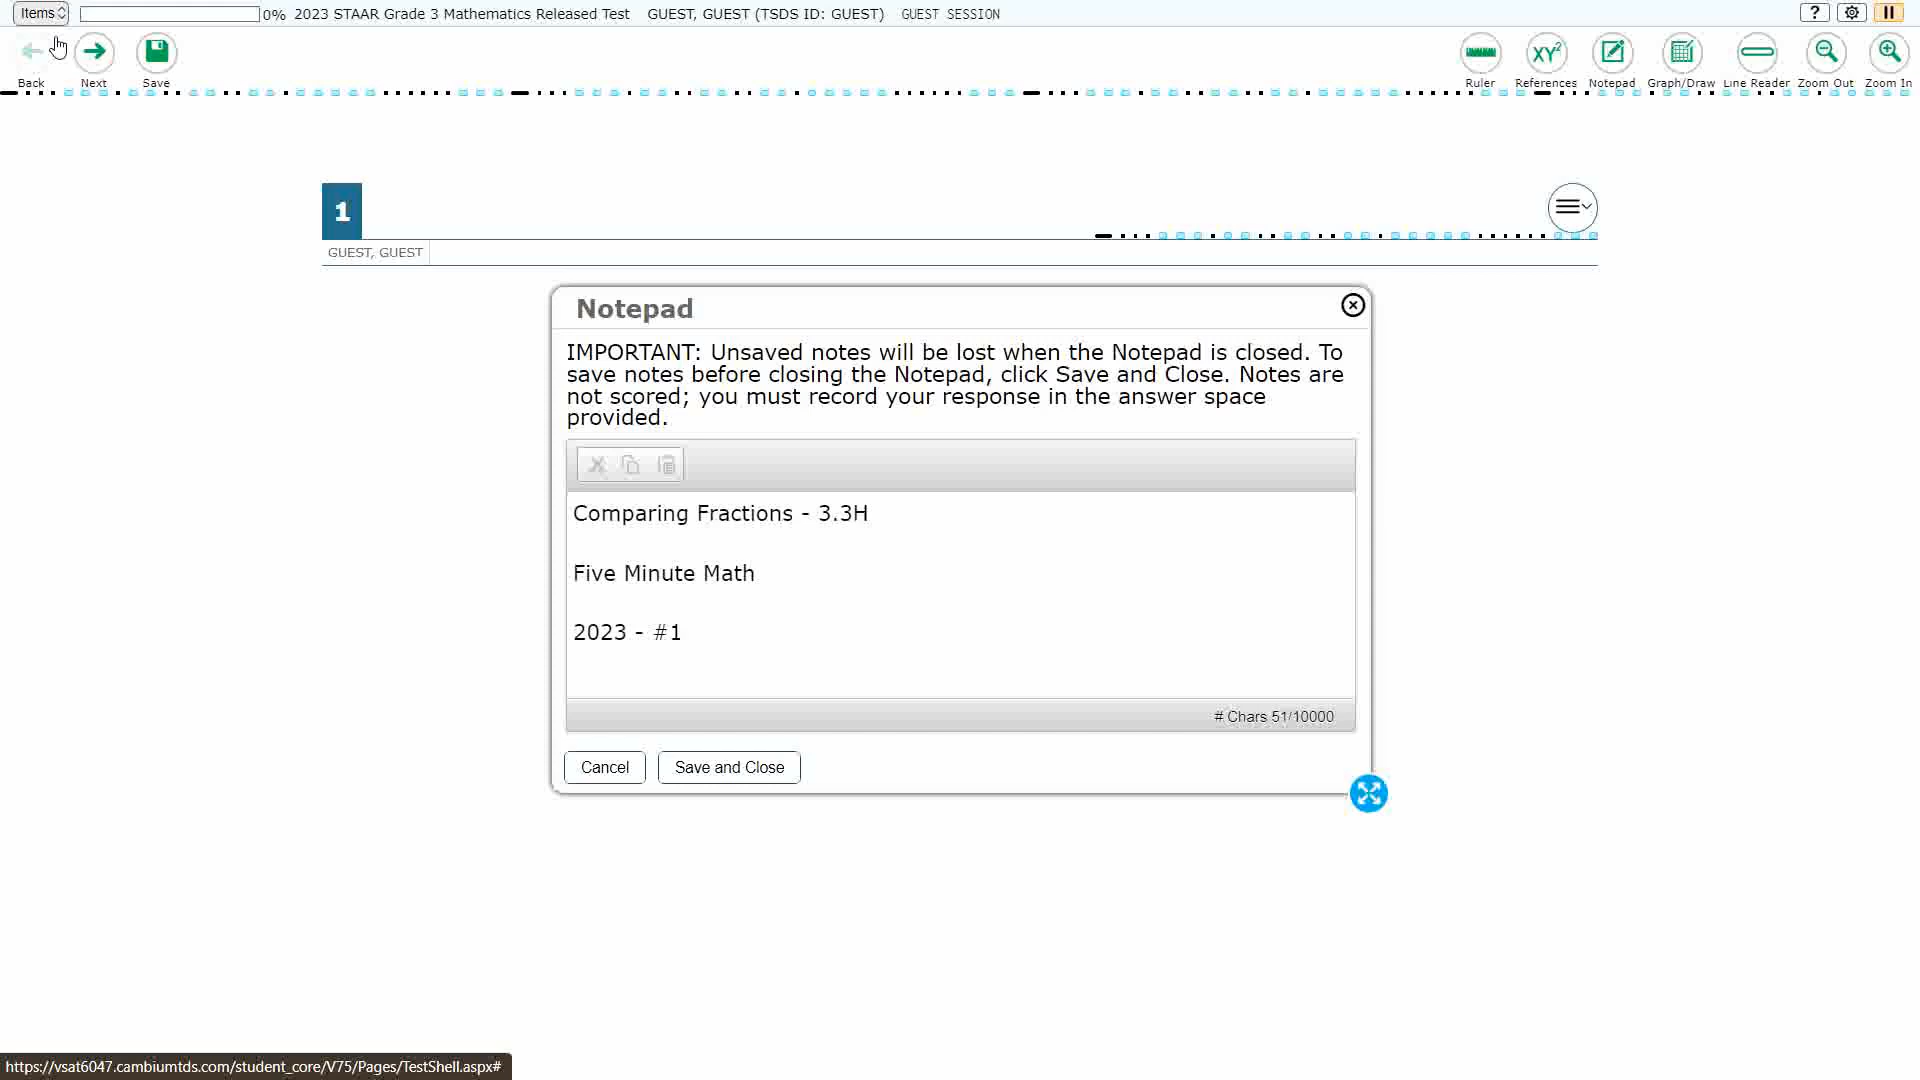 Items 0% 2023 STAAR Grade 3 Mathematics Released Test GUEST, GUEST (TSDS ID: GUEST) GUEST SESSION ?
Back Next Save XY2 Ruler References Notepad Graph/Draw Line Reader Zoom Out Zoom In
1
GUEST, GUEST
Notepad
IMPORTANT: Unsaved notes will be lost when the Notepad is closed. To
save notes before closing the Notepad, click Save and Close. Notes are
not scored; you must record your response in the answer space
provided.
Comparing Fractions - 3.3H
Five Minute Math
2023 - #1
# Chars 51/10000
Cancel Save and Close
https://vsat6047.cambiumtds.com/student_core/V75/Pages/TestShell.aspx#